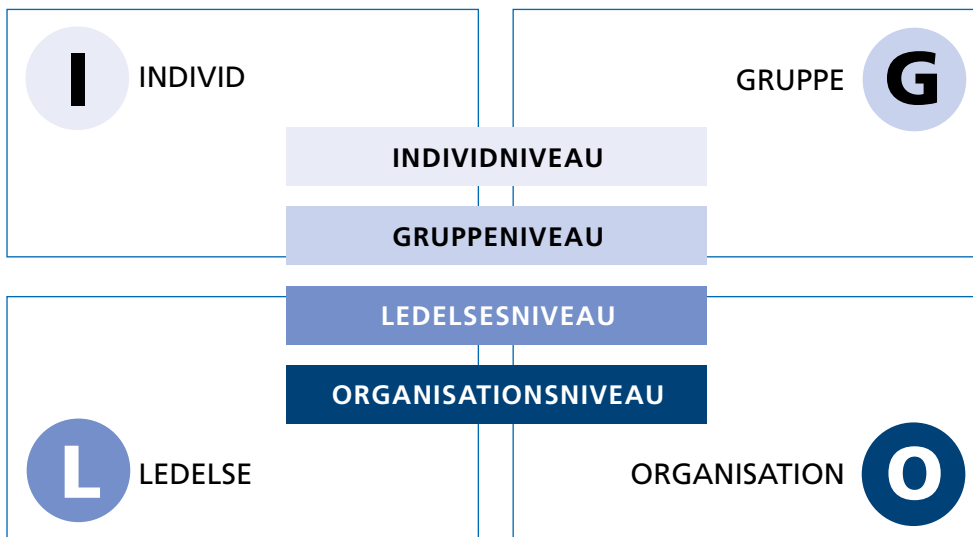 I INDIVID
GRUPPE G
INDIVIDNIVEAU
GRUPPENIVEAU
LEDELSESNIVEAU
ORGANISATIONSNIVEAU
L LEDELSE
ORGANISATION O